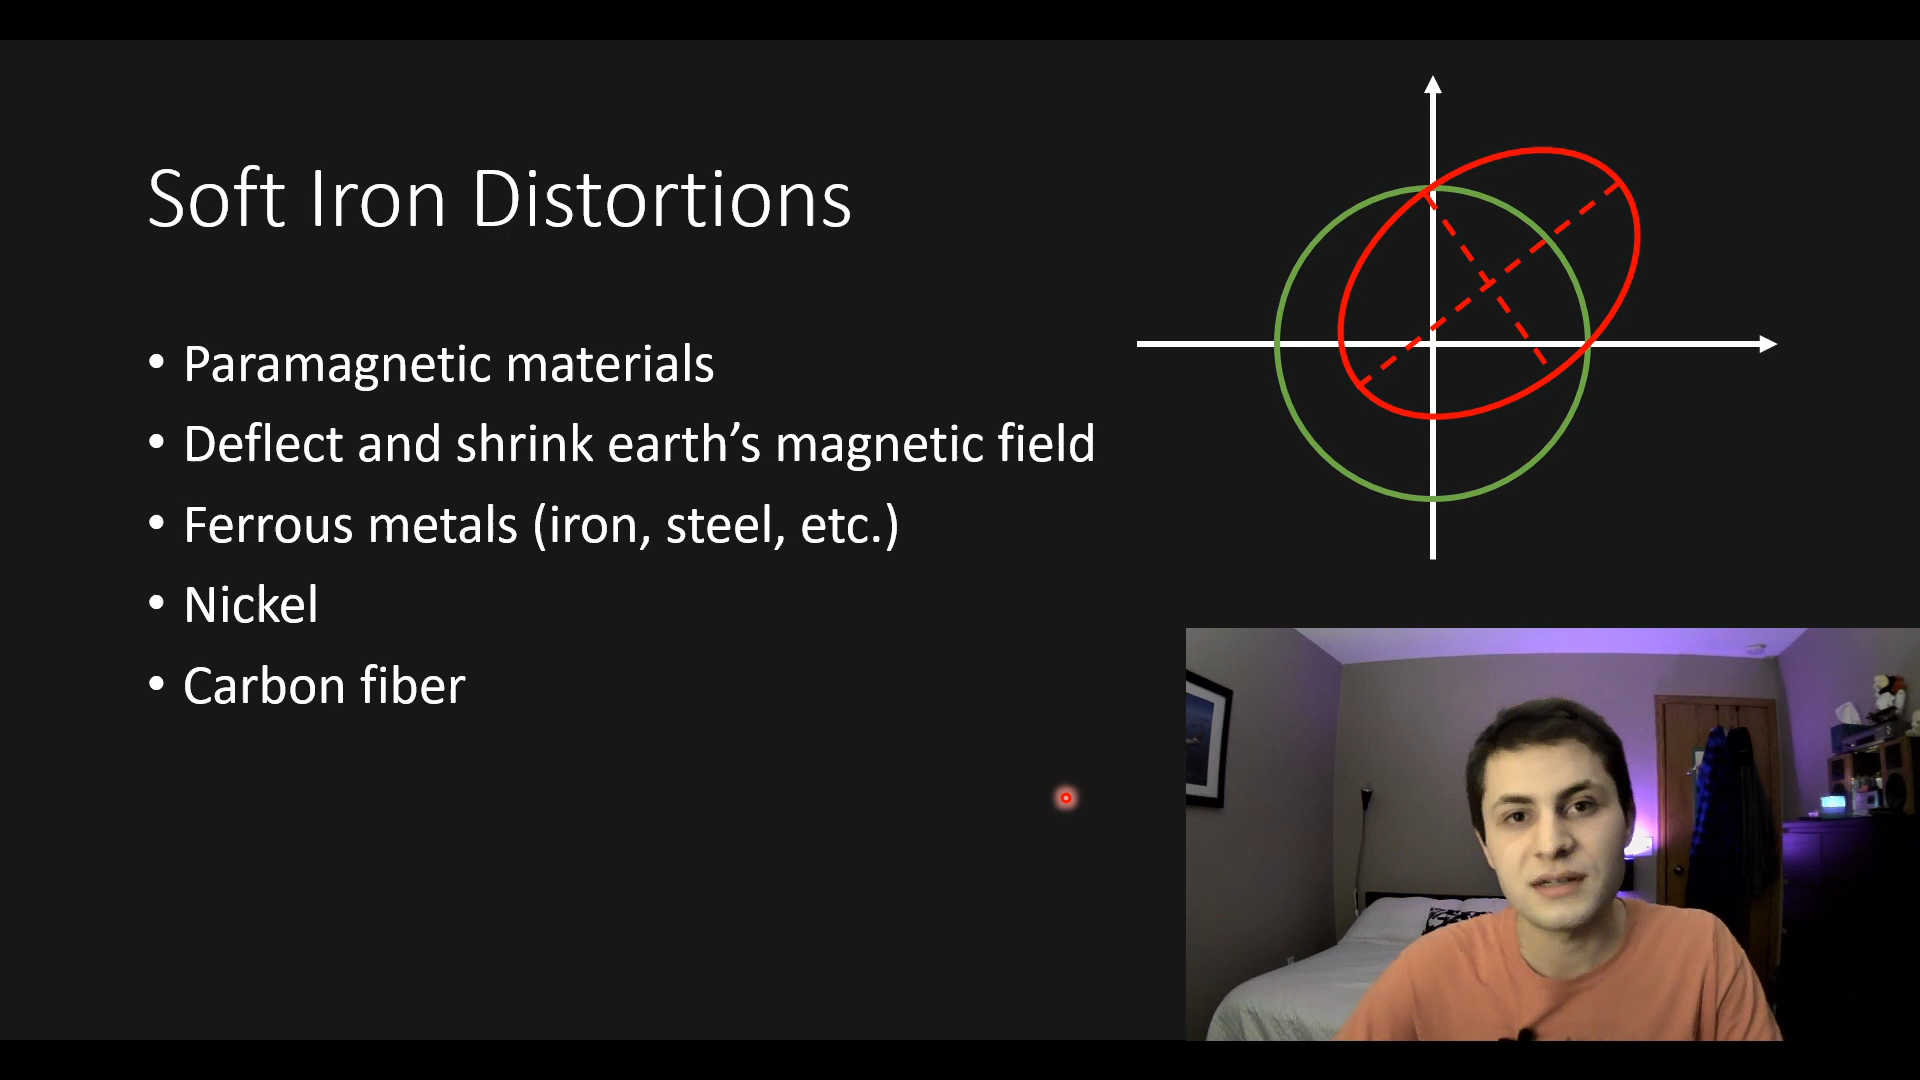 Soft Iron Distortions
• Paramagnetic materials
• Deflect and shrink earth’s magnetic field
• Ferrous metals (iron, steel, etc.)
• Nickel
• Carbon fiber